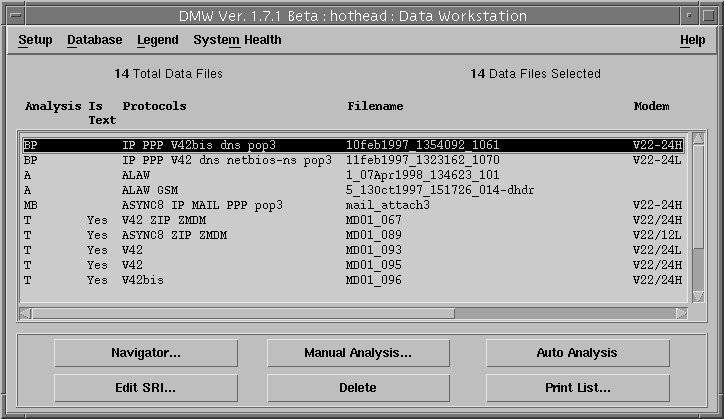 DMW Ver. 1.7.1 Beta : hothead : Data Workstation
Setup Database Legend System Health Help
14 Total Data Files 14 Data Files Selected
Analysis Is Text Protocols Filename Modem
BP IP PPP V42bis dns pop3 10feb1997_1354092_1061 V22-24H
BP IP PPP V42 dns netbios-ns pop3 11feb1997_1323162_1070 V22-24L
A ALAW 1_07Apr1998_134623_101
A ALAW GSM 5_13Oct1997_151726_014-dhdr
MB ASYNC8 IP MAIL PPP pop3 mail_attach3 V22-24H
T Yes V42 ZIP ZMDM MD01_067 V22/24H
T Yes ASYNC8 ZIP ZMDM MD01_089 V22/12L
T Yes V42 MD01_093 V22/24L
T Yes V42 MD01_095 V22/24H
T Yes V42bis MD01_096 V22/24H
Navigator... Manual Analysis... Auto Analysis
Edit SRI... Delete Print List...